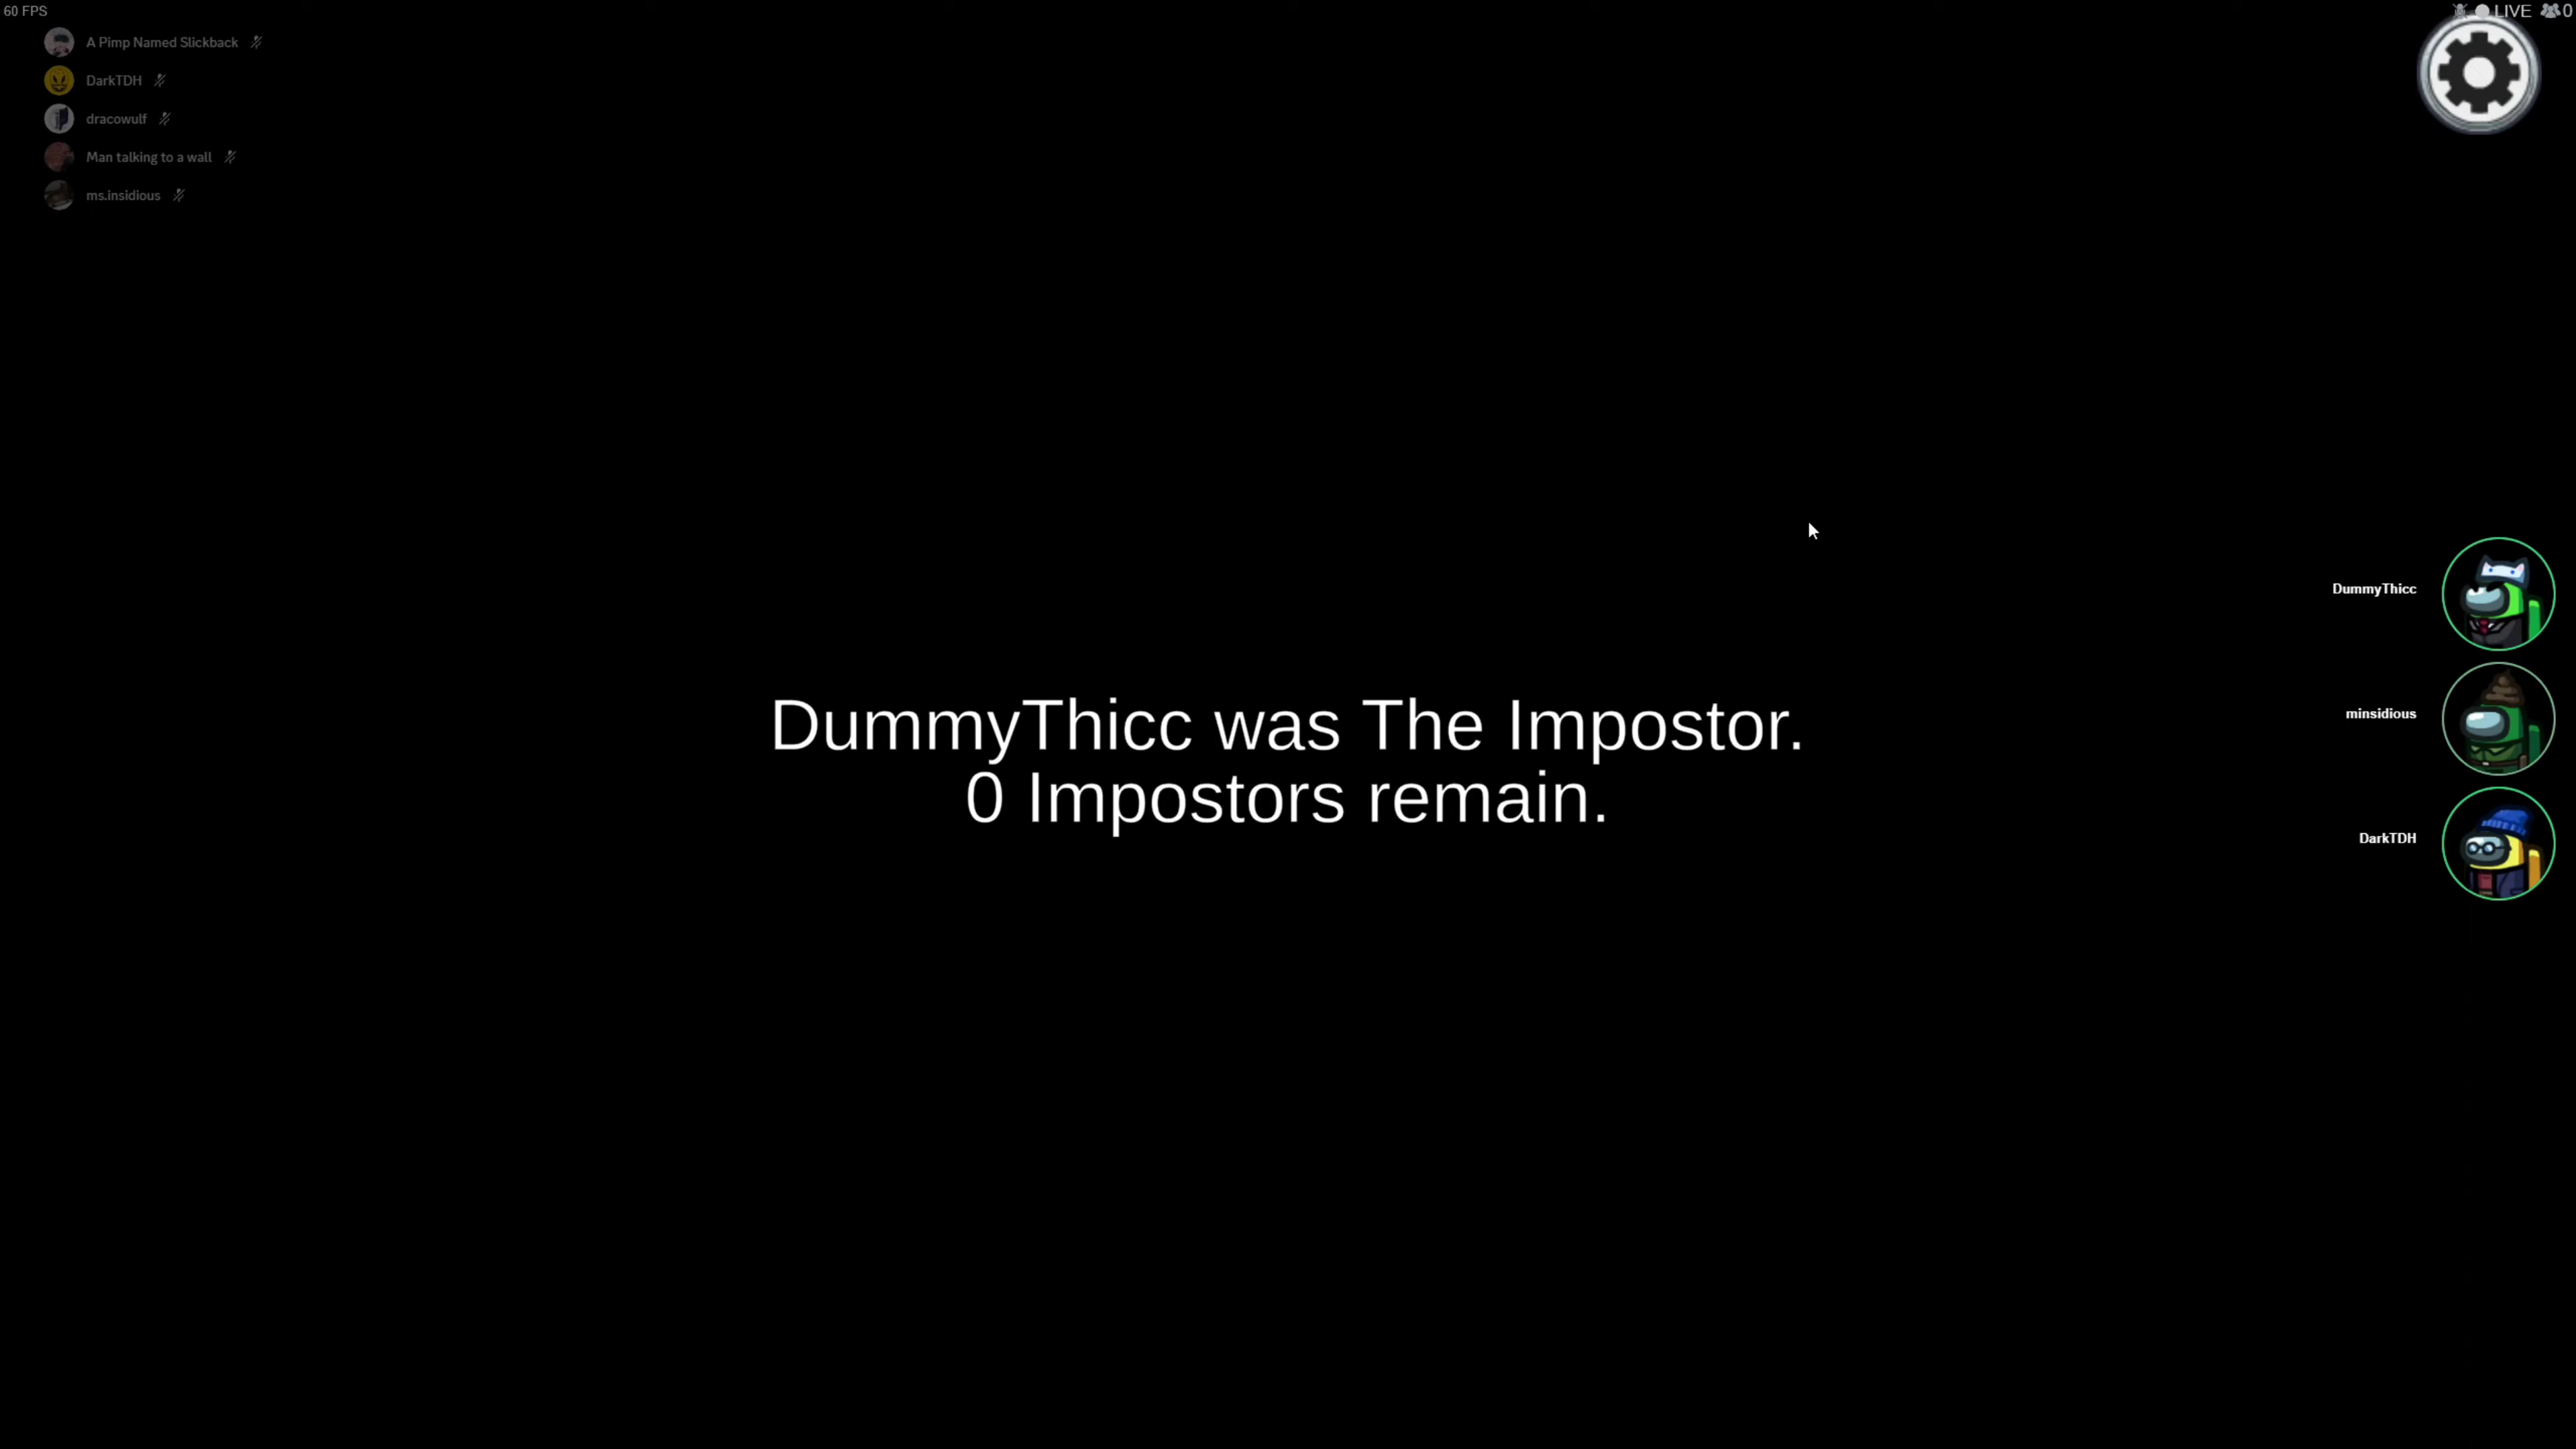 60 FPS
LIVE 0
A Pimp Named Slickback
DarkTDH
dracowulf
Man talking to a wall
ms.insidious
DummyThicc
minsidious
DarkTDH
DummyThicc was The Impostor.
0 Impostors remain.